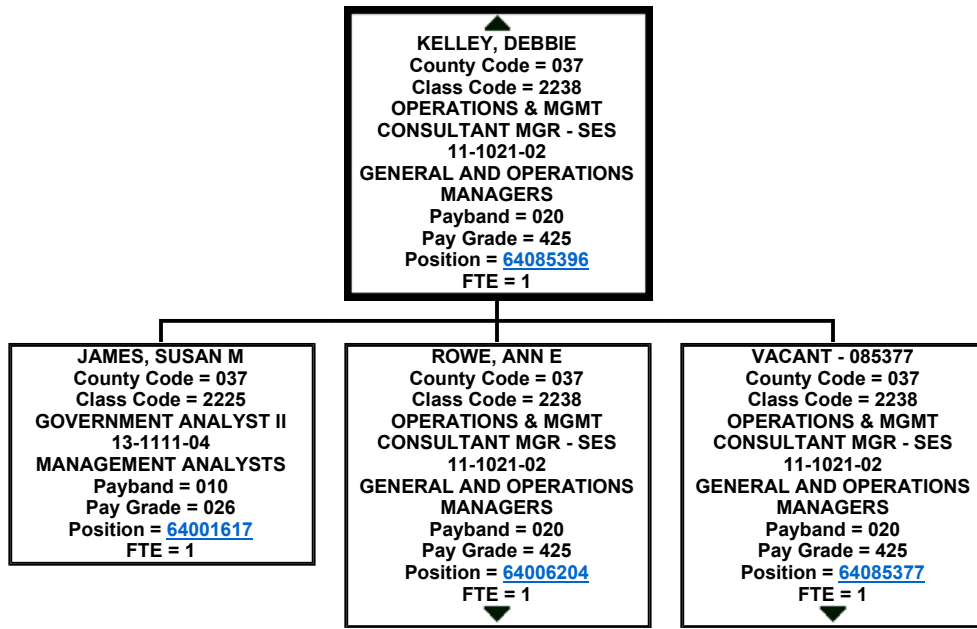 KELLEY, DEBBIE
County Code = 037
Class Code = 2238
OPERATIONS & MGMT
CONSULTANT MGR - SES
11-1021-02
GENERAL AND OPERATIONS
MANAGERS
Payband = 020
Pay Grade = 425
Position = 64085396
FTE = 1
JAMES, SUSAN M
County Code = 037
Class Code = 2225
GOVERNMENT ANALYST II
13-1111-04
MANAGEMENT ANALYSTS
Payband = 010
Pay Grade = 026
Position = 64001617
FTE = 1
ROWE, ANN E
County Code = 037
Class Code = 2238
OPERATIONS & MGMT
CONSULTANT MGR - SES
11-1021-02
GENERAL AND OPERATIONS
MANAGERS
Payband = 020
Pay Grade = 425
Position = 64006204
FTE = 1
VACANT - 085377
County Code = 037
Class Code = 2238
OPERATIONS & MGMT
CONSULTANT MGR - SES
11-1021-02
GENERAL AND OPERATIONS
MANAGERS
Payband = 020
Pay Grade = 425
Position = 64085377
FTE = 1